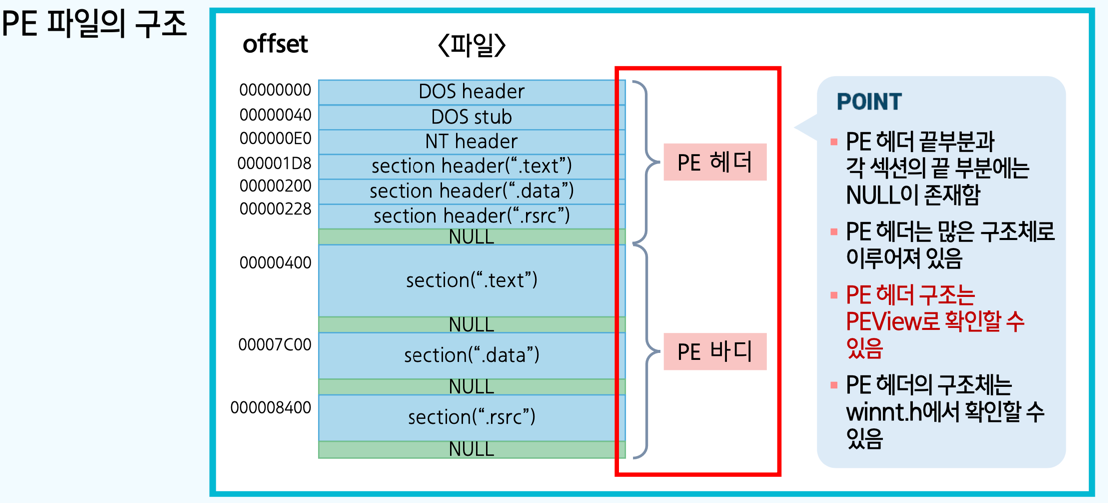 PE 파일의 구조
offset
〈파일〉
00000000
DOS header
00000040
DOS stub
000000E0
NT header
000001D8
section header(“.text”)
00000200
section header(“.data”)
00000228
section header(“.rsrc”)
NULL
00000400
section(“.text”)
NULL
00007C00
section(“.data”)
NULL
000008400
section(“.rsrc”)
NULL
PE 헤더
PE 바디
POINT
▪ PE 헤더 끝부분과
각 섹션의 끝 부분에는
NULL이 존재함
▪ PE 헤더는 많은 구조체로
이루어져 있음
▪ PE 헤더 구조는
PEView로 확인할 수
있음
▪ PE 헤더의 구조체는
winnt.h에서 확인할 수
있음